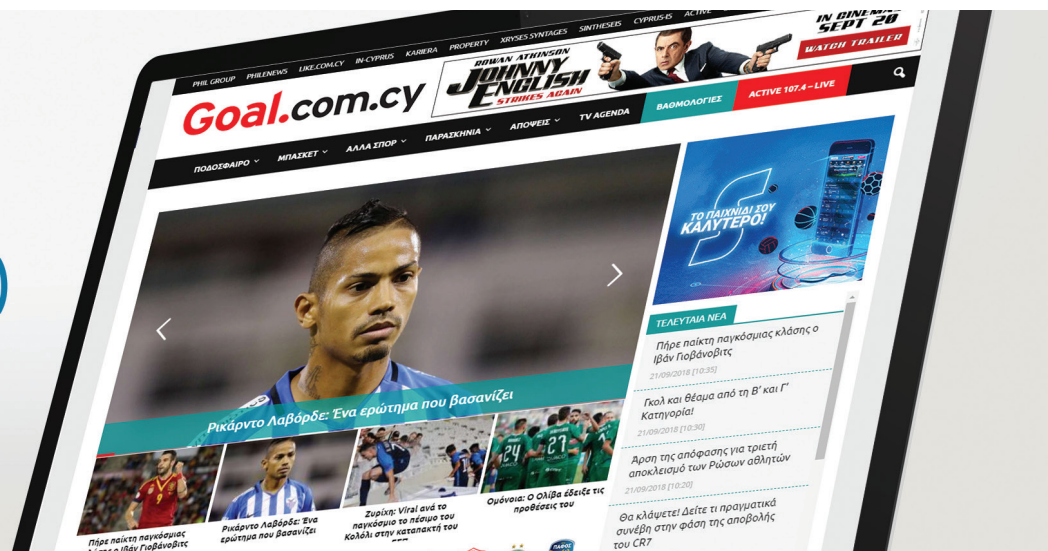 PHIL GROUP PHILENEWS LIKE.COM.CY IN-CYPRUS KARIERA PROPERTY XRYSES SYNTAGES SINTHESEIS CYPRUS-IS ACTIVE
Goal.com.cy
ROWAN ATKINSON
JOHNNY
ENGLISH
STRIKES AGAIN
IN CINEMAS
SEPT 20
WATCH TRAILER
ΠΟΔΟΣΦΑΙΡΟ ΜΠΑΣΚΕΤ ΑΛΛΑ ΣΠΟΡ ΠΑΡΑΣΚΗΝΙΑ ΑΠΟΨΕΙΣ TV AGENDA ΒΑΘΜΟΛΟΓΙΕΣ ACTIVE 107.4 – LIVE
ΤΟ ΠΑΙΧΝΙΔΙ ΣΟΥ
ΚΑΛΥΤΕΡΟ!
Ρικάρντο Λαβόρδε: Ένα ερώτημα που βασανίζει
Πήρε παίκτη παγκόσμιας
κλάσης ο Ιβάν Γιοβάνοβιτς
Ρικάρντο Λαβόρδε: Ένα
ερώτημα που βασανίζει
Ζυρίχη: Viral ανά το
παγκόσμιο το πέσιμο του
Κολόλι στην καταπακτή του
Ομόνοια: Ο Ολίβα έδειξε τις
προθέσεις του
ΠΑΦΟΣ
ΤΕΛΕΥΤΑΙΑ ΝΕΑ
Πήρε παίκτη παγκόσμιας κλάσης ο
Ιβάν Γιοβάνοβιτς
21/09/2018 [10:35]
Γκολ και θέαμα από τη Β' και Γ'
Κατηγορία!
21/09/2018 [10:30]
Άρση της απόφασης για τριετή
αποκλεισμό των Ρώσων αθλητών
21/09/2018 [10:20]
Θα κλάψετε! Δείτε τι πραγματικά
συνέβη στην φάση της αποβολής
του CR7